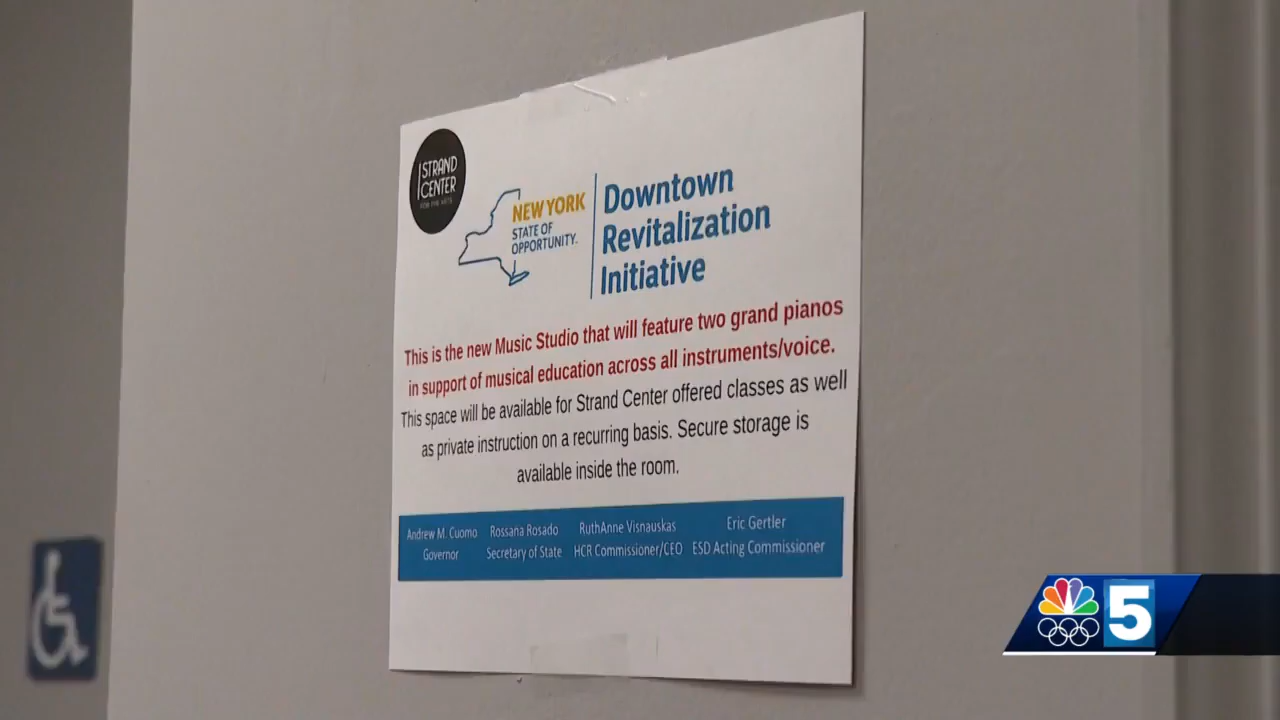 STRAND
CENTER
FOR THE ARTS
NEW YORK
STATE OF
OPPORTUNITY.
Downtown
Revitalization
Initiative
This is the new Music Studio that will feature two grand pianos
in support of musical education across all instruments/voice.
This space will be available for Strand Center offered classes as well
as private instruction on a recurring basis. Secure storage is
available inside the room.
Andrew M. Cuomo
Governor
Rossana Rosado
Secretary of State
RuthAnne Visnauskas
HCR Commissioner/CEO
Eric Gertler
ESD Acting Commissioner
5